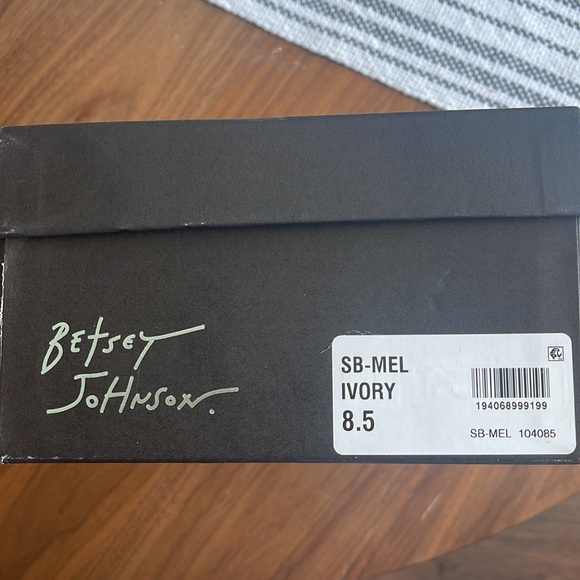 BEtsEY
JoHNsoN.
SB-MEL
IVORY
8.5
194068999199
SB-MEL 104085